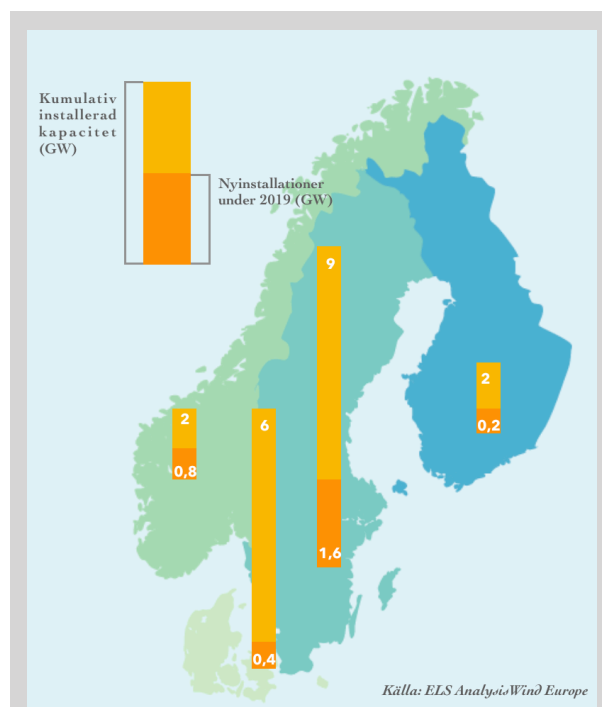 Kumulativ
installerad
kapacitet
(GW)
Nyinstallationer
under 2019 (GW)
9
2
2
6
0,2
0,8
1,6
0,4
Källa: ELS AnalysisWind Europe